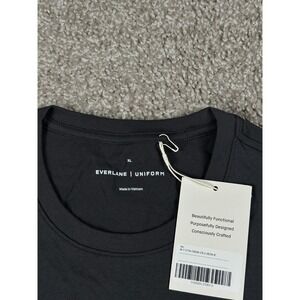 XL
EVERLANE | UNIFORM
Made in Vietnam
Beautifully Functional
Purposefully Designed
Consciously Crafted